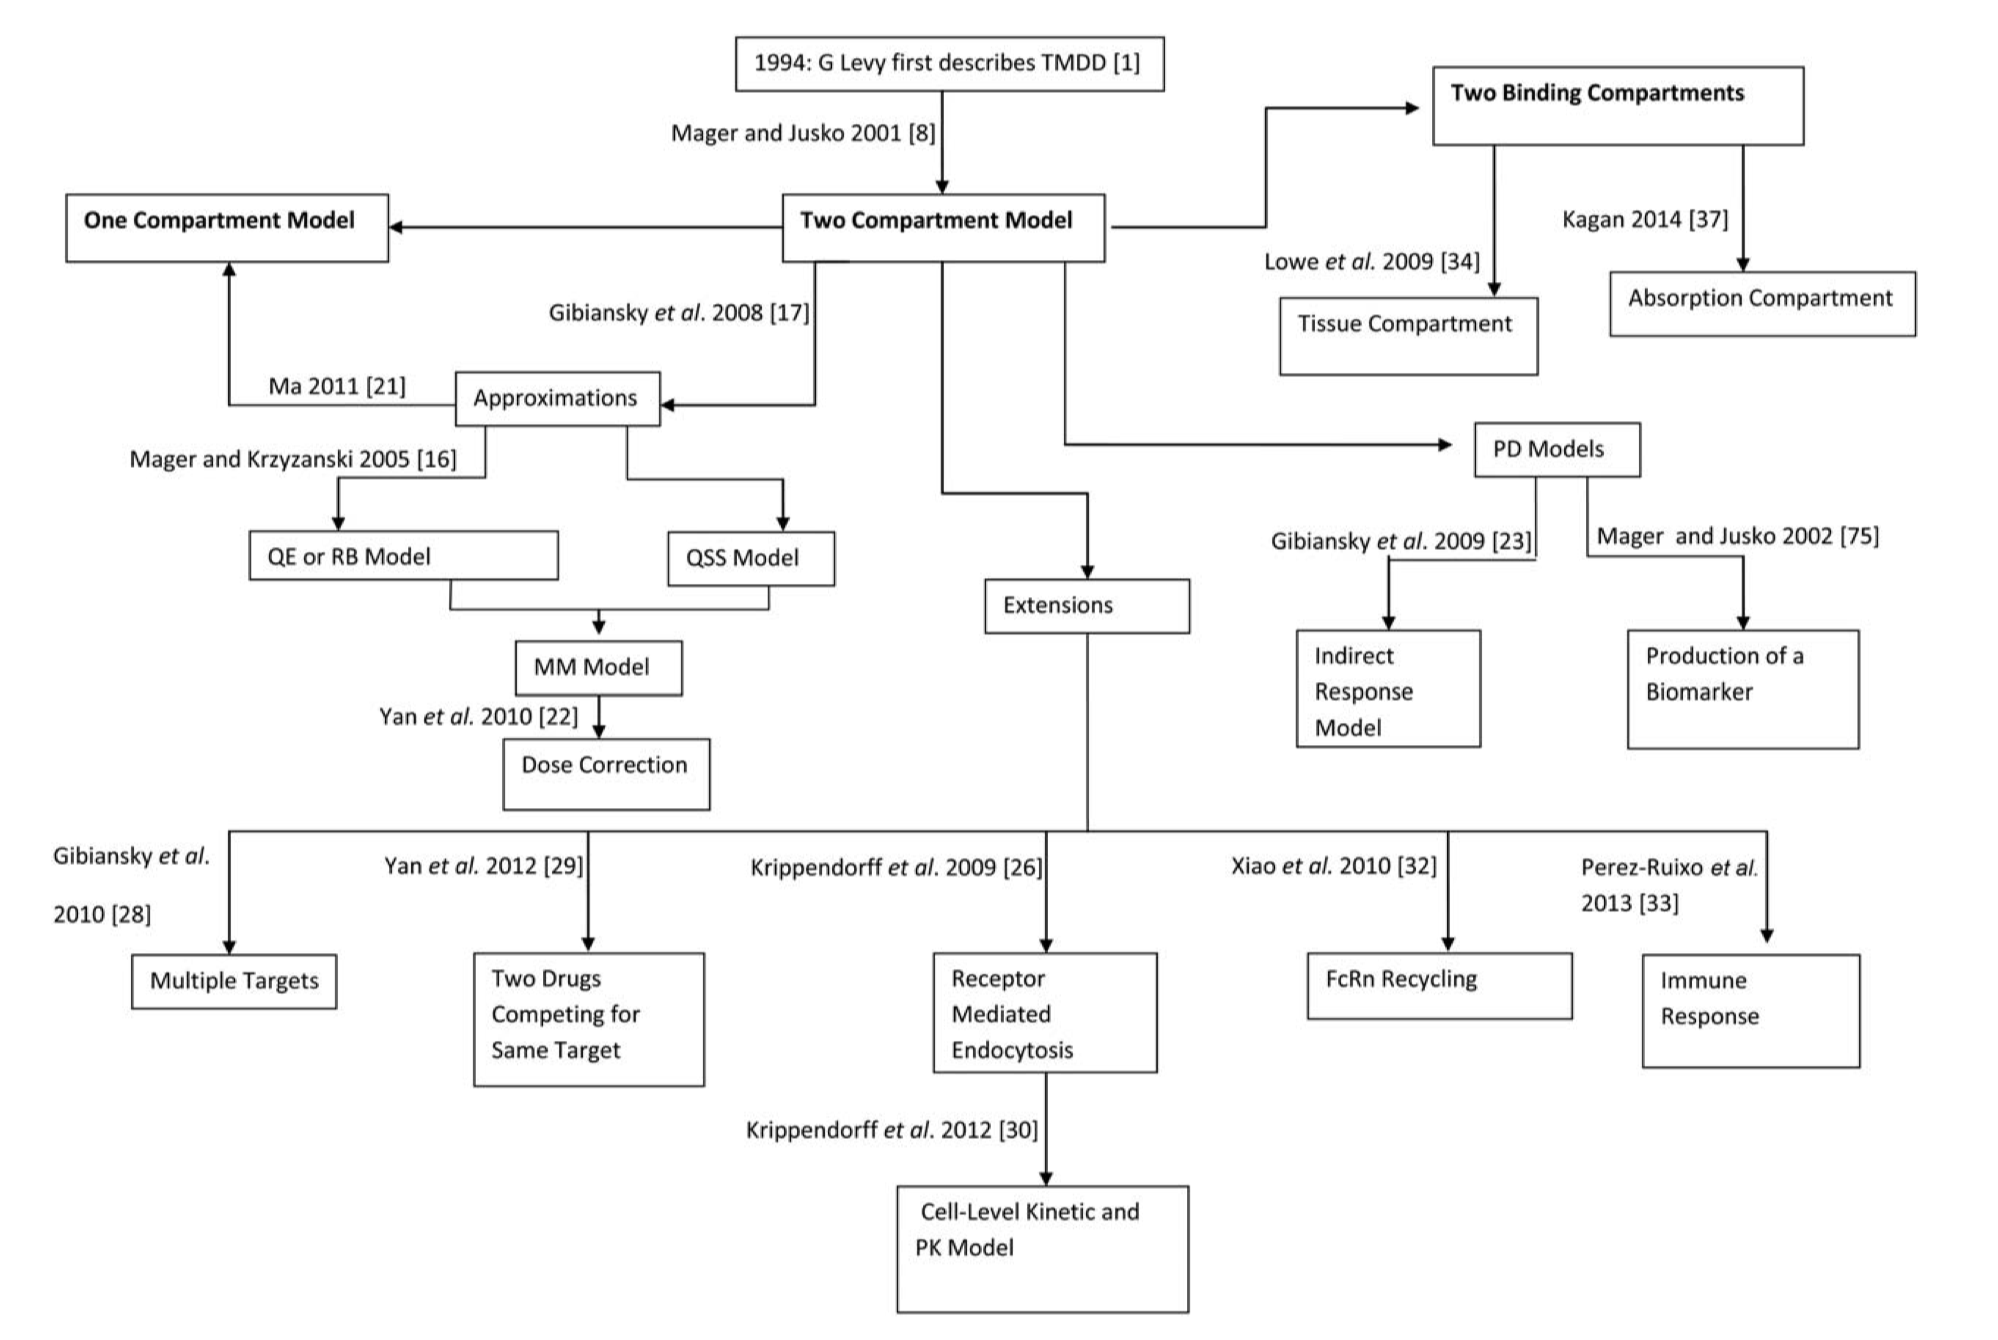 1994: G Levy first describes TMDD [1]
Two Binding Compartments
Mager and Jusko 2001 [8]
One Compartment Model
Two Compartment Model
Kagan 2014 [37]
Lowe et al. 2009 [34]
Absorption Compartment
Gibiansky et al. 2008 [17]
Tissue Compartment
Ma 2011 [21]
Approximations
PD Models
Mager and Krzyzanski 2005 [16]
Gibiansky et al. 2009 [23]
Mager  and Jusko 2002 [75]
QE or RB Model
QSS Model
Extensions
Indirect
Response
Model
Production of a
Biomarker
MM Model
Yan et al. 2010 [22]
Dose Correction
Gibiansky et al.
2010 [28]
Yan et al. 2012 [29]
Krippendorff et al. 2009 [26]
Xiao et al. 2010 [32]
Perez-Ruixo et al.
2013 [33]
Multiple Targets
Two Drugs
Competing for
Same Target
Receptor
Mediated
Endocytosis
FcRn Recycling
Immune
Response
Krippendorff et al. 2012 [30]
Cell-Level Kinetic and
PK Model